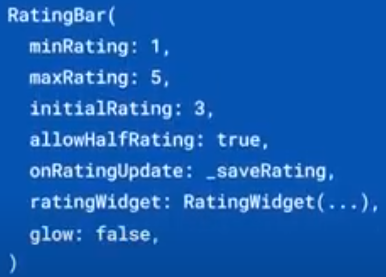 RatingBar(
  minRating: 1,
  maxRating: 5,
  initialRating: 3,
  allowHalfRating: true,
  onRatingUpdate: _saveRating,
  ratingWidget: RatingWidget(...),
  glow: false,
)